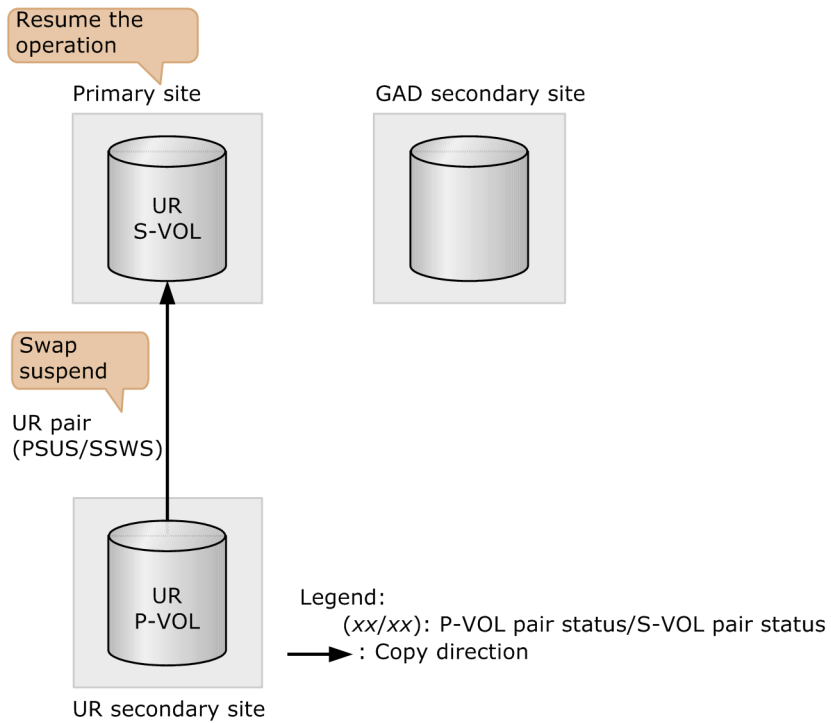 Resume the
operation
Primary site
GAD secondary site
UR
S-VOL
Swap
suspend
UR pair
(PSUS/SSWS)
UR
P-VOL
Legend:
(xx/xx): P-VOL pair status/S-VOL pair status
: Copy direction
UR secondary site